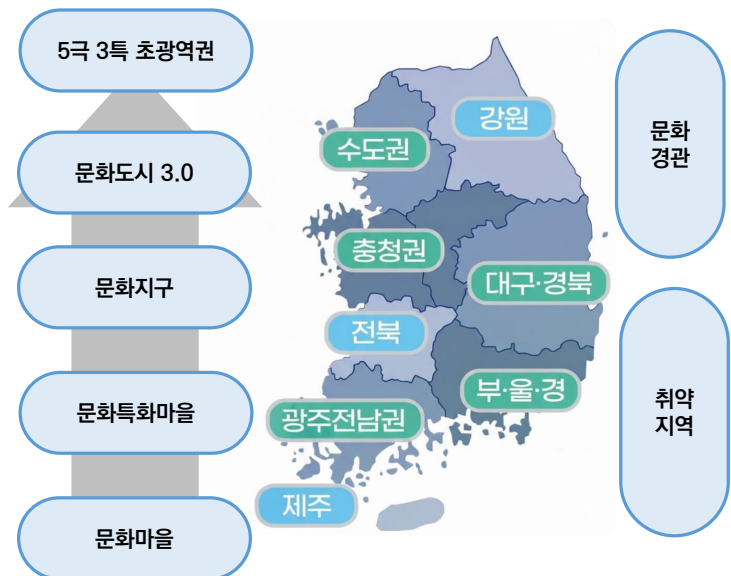 5극 3특 초광역권
문화도시 3.0
문화지구
문화특화마을
문화마을
강원
수도권
충청권
대구·경북
전북
부·울·경
광주전남권
제주
문화
경관
취약
지역